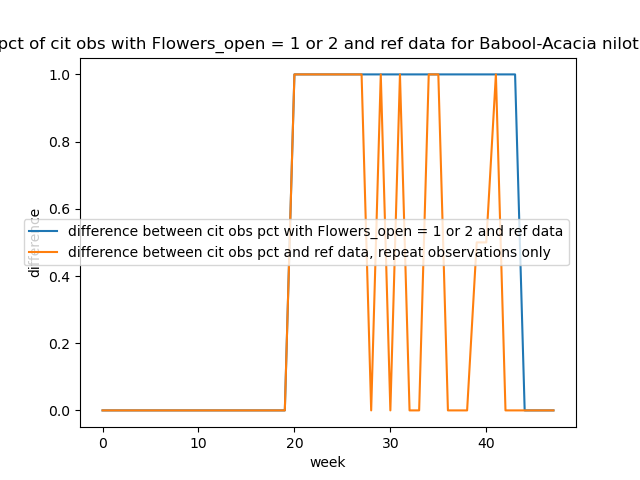 pct of cit obs with Flowers_open = 1 or 2 and ref data for Babool-Acacia nilot
1.0
0.8
0.6
0.4
0.2
0.0
difference
difference between cit obs pct with Flowers_open = 1 or 2 and ref data
difference between cit obs pct and ref data, repeat observations only
0 10 20 30 40
week